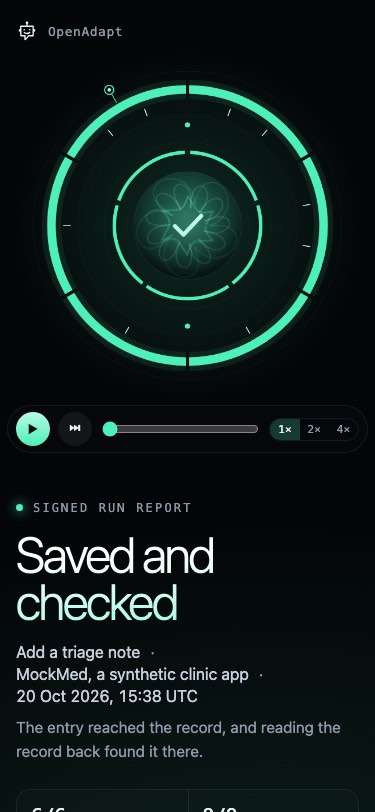 OpenAdapt
1×
2×
4×
SIGNED RUN REPORT
Saved and
checked
Add a triage note ·
MockMed, a synthetic clinic app ·
20 Oct 2026, 15:38 UTC
The entry reached the record, and reading the
record back found it there.